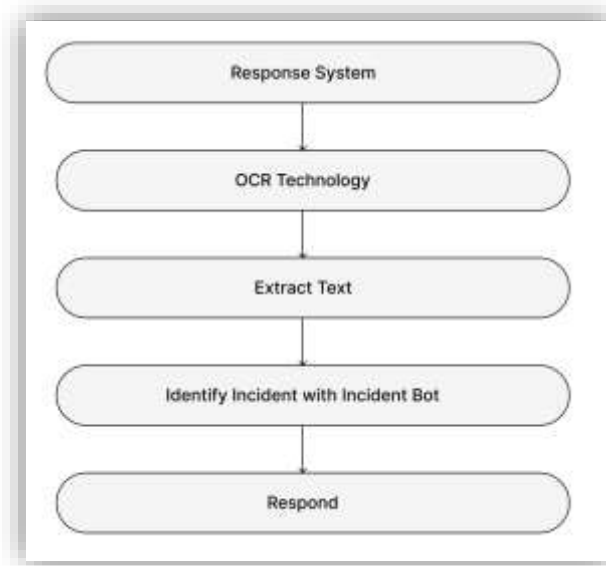 Response System
OCR Technology
Extract Text
Identify Incident with Incident Bot
Respond